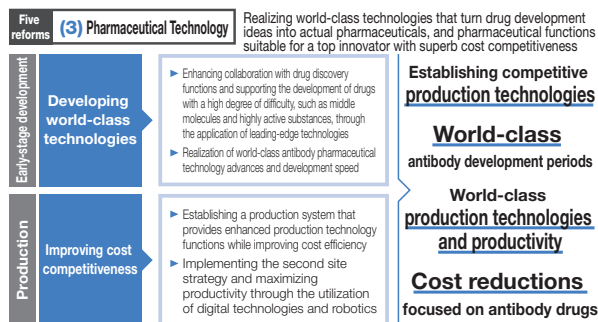 Five
reforms
(3) Pharmaceutical Technology
Realizing world-class technologies that turn drug development
ideas into actual pharmaceuticals, and pharmaceutical functions
suitable for a top innovator with superb cost competitiveness
Early-stage development
Developing
world-class
technologies
► Enhancing collaboration with drug discovery
functions and supporting the development of drugs
with a high degree of difficulty, such as middle
molecules and highly active substances, through
the application of leading-edge technologies
► Realization of world-class antibody pharmaceutical
technology advances and development speed
Production
Improving cost
competitiveness
► Establishing a production system that
provides enhanced production technology
functions while improving cost efficiency
► Implementing the second site
strategy and maximizing
productivity through the utilization
of digital technologies and robotics
Establishing competitive
production technologies
World-class
antibody development periods
World-class
production technologies
and productivity
Cost reductions
focused on antibody drugs